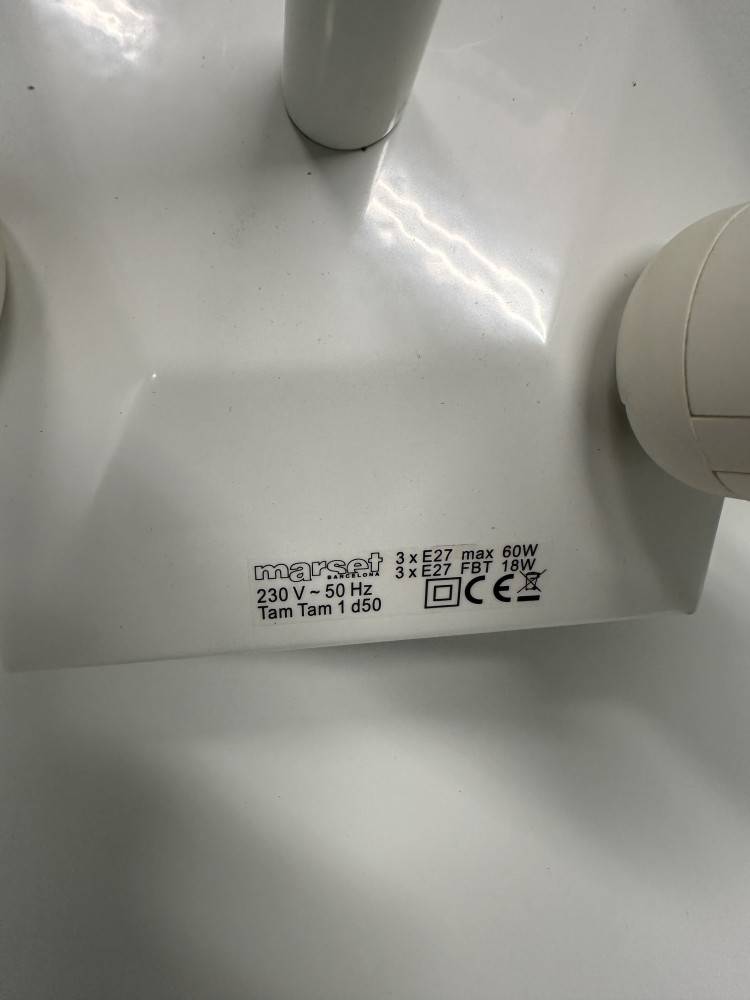 marset
BARCELONA
230 V ~ 50 Hz
Tam Tam 1 d50
3 x E27 max 60W
3 x E27 FBT 18W
CE